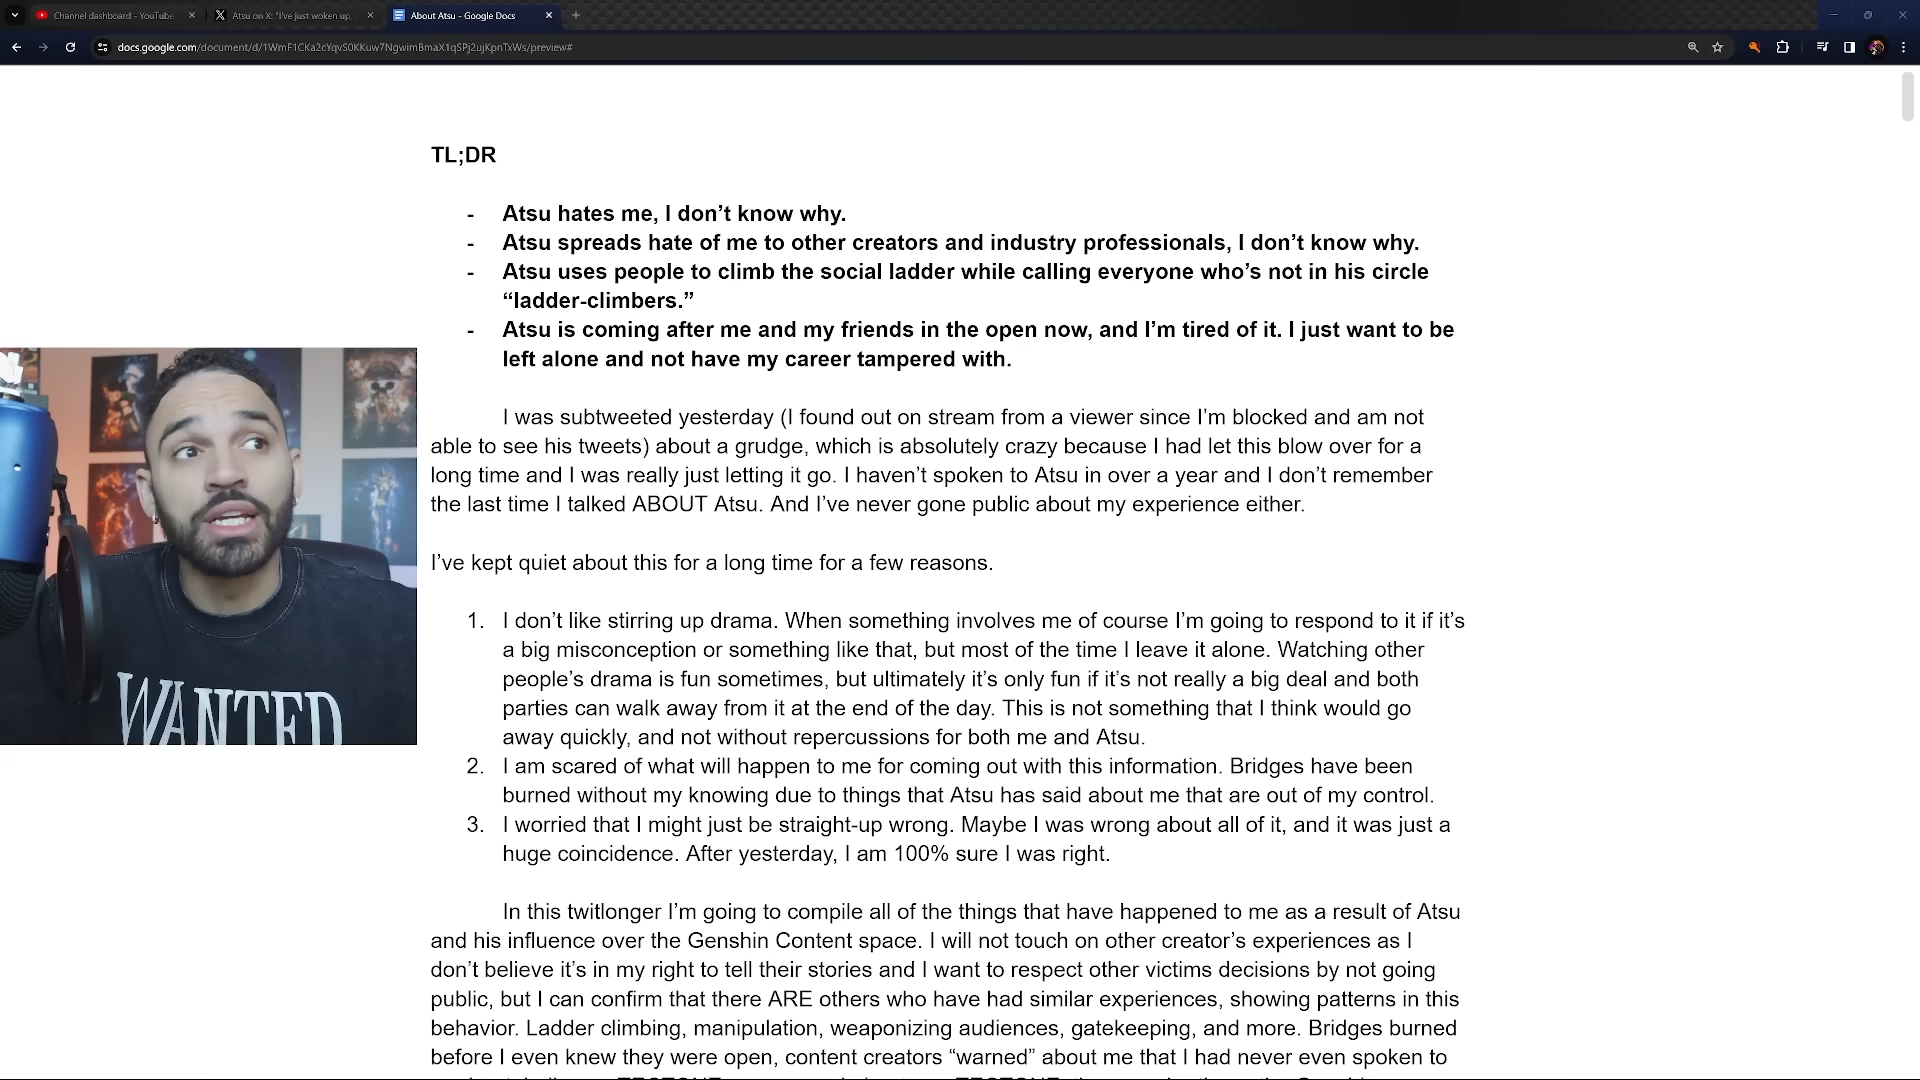 Channel dashboard - YouTube
Atsu on X: "I've just woken up,
About Atsu - Google Docs
docs.google.com/document/d/1WmF1CKa2cYqvS0KKuw7NgwimBmaX1qSPj2ujKpnTxWs/preview#
TL;DR
- Atsu hates me, I don’t know why.
- Atsu spreads hate of me to other creators and industry professionals, I don’t know why.
- Atsu uses people to climb the social ladder while calling everyone who’s not in his circle
“ladder-climbers.”
- Atsu is coming after me and my friends in the open now, and I’m tired of it. I just want to be
left alone and not have my career tampered with.
I was subtweeted yesterday (I found out on stream from a viewer since I’m blocked and am not
able to see his tweets) about a grudge, which is absolutely crazy because I had let this blow over for a
long time and I was really just letting it go. I haven’t spoken to Atsu in over a year and I don’t remember
the last time I talked ABOUT Atsu. And I’ve never gone public about my experience either.
I’ve kept quiet about this for a long time for a few reasons.
1. I don’t like stirring up drama. When something involves me of course I’m going to respond to it if it’s
a big misconception or something like that, but most of the time I leave it alone. Watching other
people’s drama is fun sometimes, but ultimately it’s only fun if it’s not really a big deal and both
parties can walk away from it at the end of the day. This is not something that I think would go
away quickly, and not without repercussions for both me and Atsu.
2. I am scared of what will happen to me for coming out with this information. Bridges have been
burned without my knowing due to things that Atsu has said about me that are out of my control.
3. I worried that I might just be straight-up wrong. Maybe I was wrong about all of it, and it was just a
huge coincidence. After yesterday, I am 100% sure I was right.
In this twitlonger I’m going to compile all of the things that have happened to me as a result of Atsu
and his influence over the Genshin Content space. I will not touch on other creator’s experiences as I
don’t believe it’s in my right to tell their stories and I want to respect other victims decisions by not going
public, but I can confirm that there ARE others who have had similar experiences, showing patterns in this
behavior. Ladder climbing, manipulation, weaponizing audiences, gatekeeping, and more. Bridges burned
before I even knew they were open, content creators “warned” about me that I had never even spoken to
WANTED